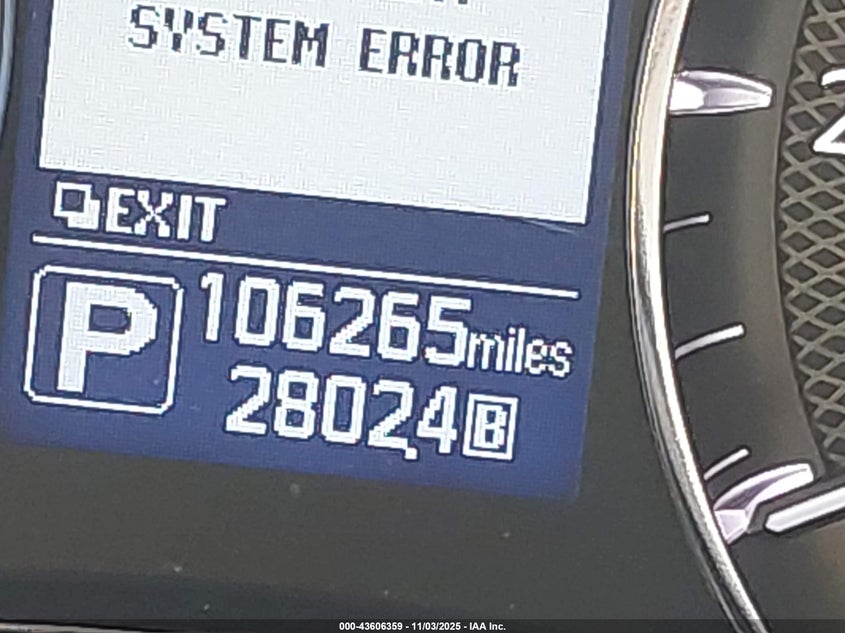 SYSTEM ERROR
EXIT
P
106265miles
2802.4 B
000-43606359 - 11/03/2025 - IAA Inc.